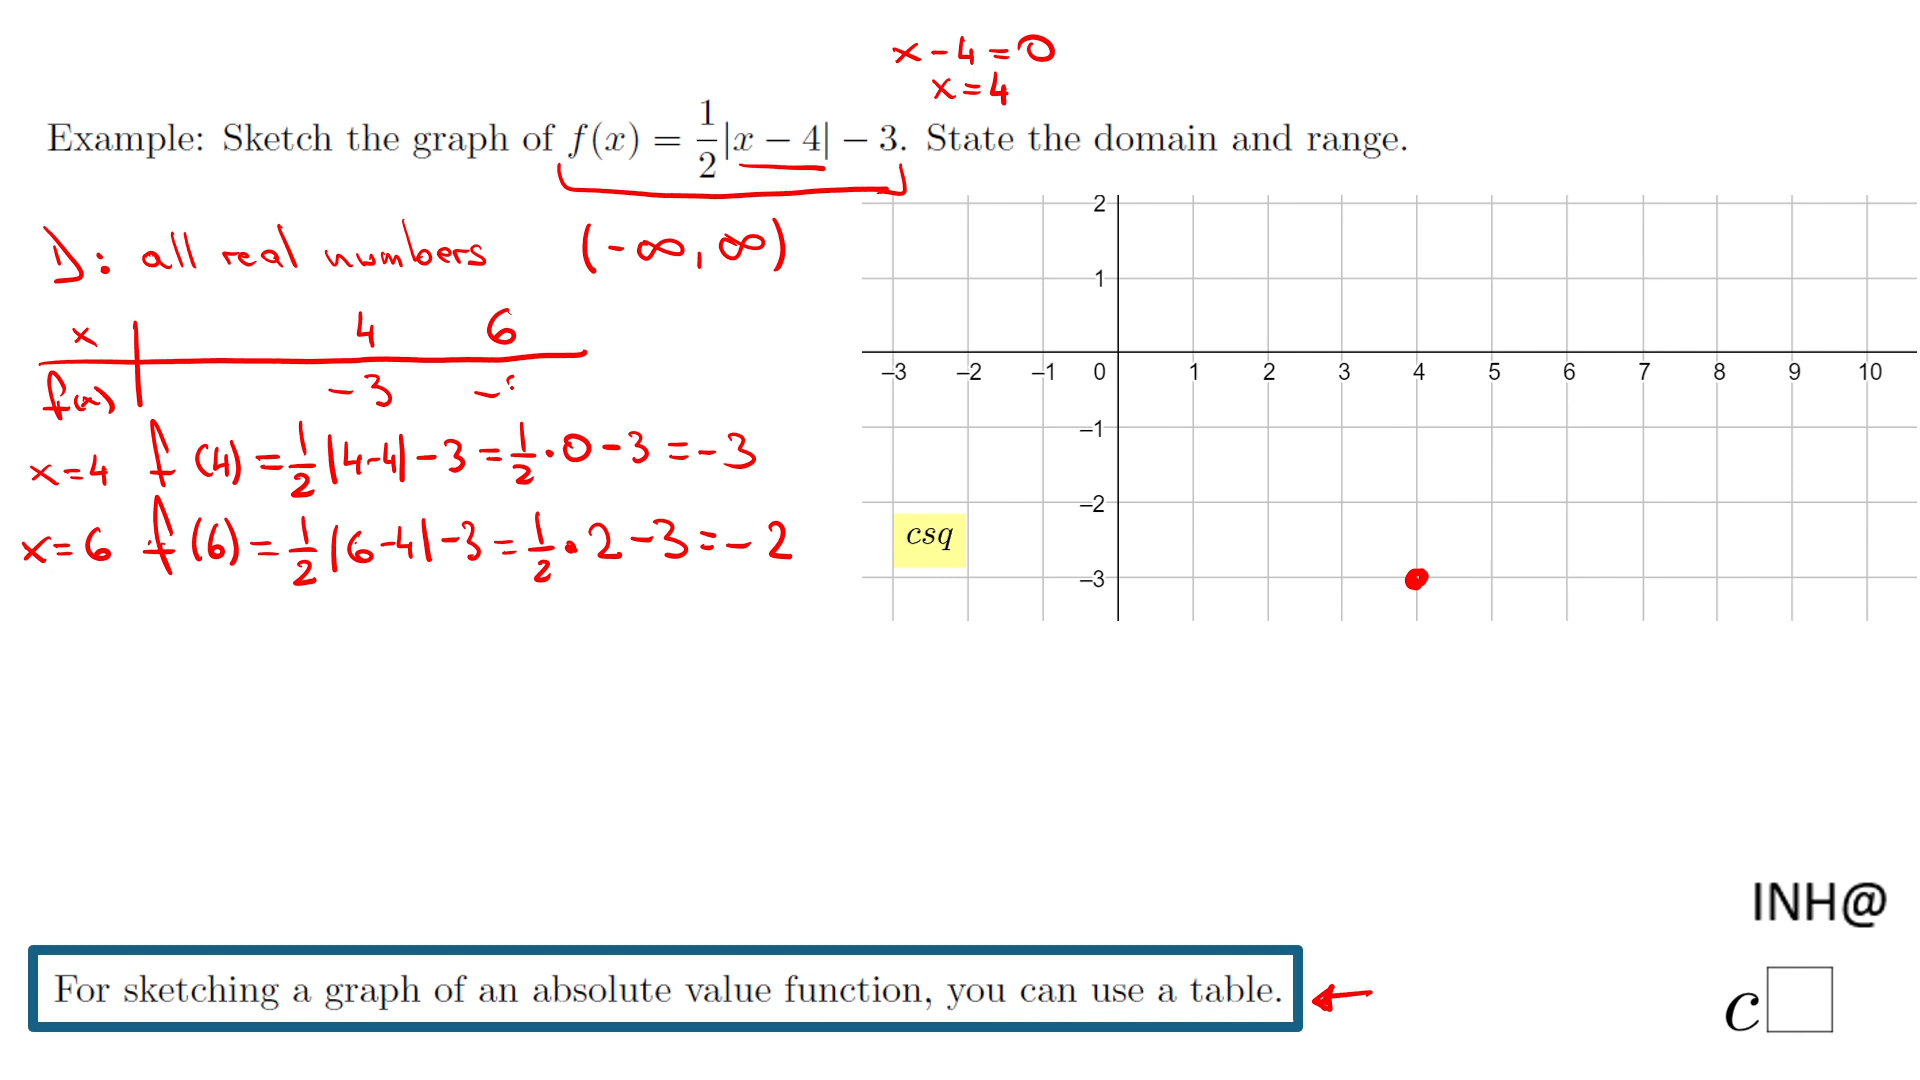 x-4=0
x=4
Example: Sketch the graph of f(x) = 1/2|x − 4| − 3. State the domain and range.
D: all real numbers (-∞, ∞)
x 4 6
f(x) -3 -
x=4 f(4) = 1/2|4-4|-3 = 1/2·0-3 = -3
x=6 f(6) = 1/2|6-4|-3 = 1/2·2-3 = -2
2
1
–3 –2 –1 0 1 2 3 4 5 6 7 8 9 10
–1
–2
csq
–3
INH@
For sketching a graph of an absolute value function, you can use a table.
c